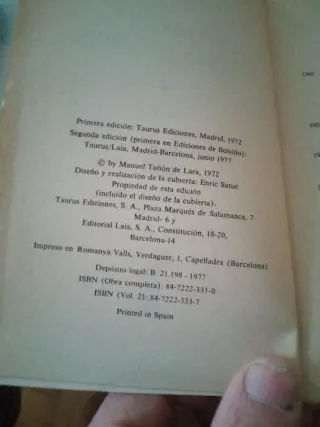 Primera edición: Taurus Ediciones, Madrid, 1972
Segunda edición (primera en Ediciones de Bolsillo):
Taurus/Laia, Madrid-Barcelona, junio 1977
© by Manuel Tuñón de Lara, 1972
Diseño y realización de la cubierta: Enric Satué
Propiedad de esta edición
(incluido el diseño de la cubierta).
Taurus Ediciones, S. A., Plaza Marqués de Salamanca, 7
Madrid- 6 y
Editorial Laia, S. A., Constitución, 18-20,
Barcelona-14
Impreso en Romanyà/Valls, Verdaguer, 1, Capellades (Barcelona)
Depósito legal: B. 21.198 - 1977
ISBN (Obra completa): 84-7222-331-0
ISBN (Vol. 2): 84-7222-333-7
Printed in Spain